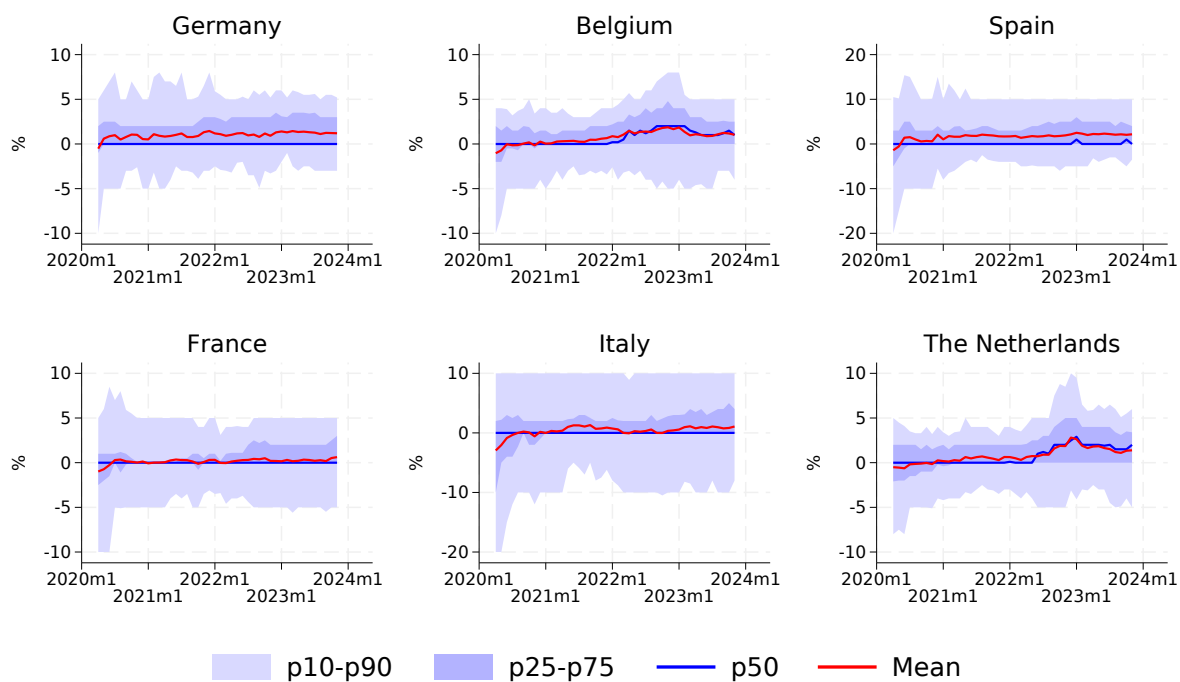 Germany
10
5
0
-5
-10
%
2020m1
2021m1
2022m1
2023m1
2024m1
Belgium
10
5
0
-5
-10
%
2020m1
2021m1
2022m1
2023m1
2024m1
Spain
20
10
0
-10
-20
%
2020m1
2021m1
2022m1
2023m1
2024m1
France
10
5
0
-5
-10
%
2020m1
2021m1
2022m1
2023m1
2024m1
Italy
10
0
-10
-20
%
2020m1
2021m1
2022m1
2023m1
2024m1
The Netherlands
10
5
0
-5
-10
%
2020m1
2021m1
2022m1
2023m1
2024m1
p10-p90 p25-p75 p50 Mean